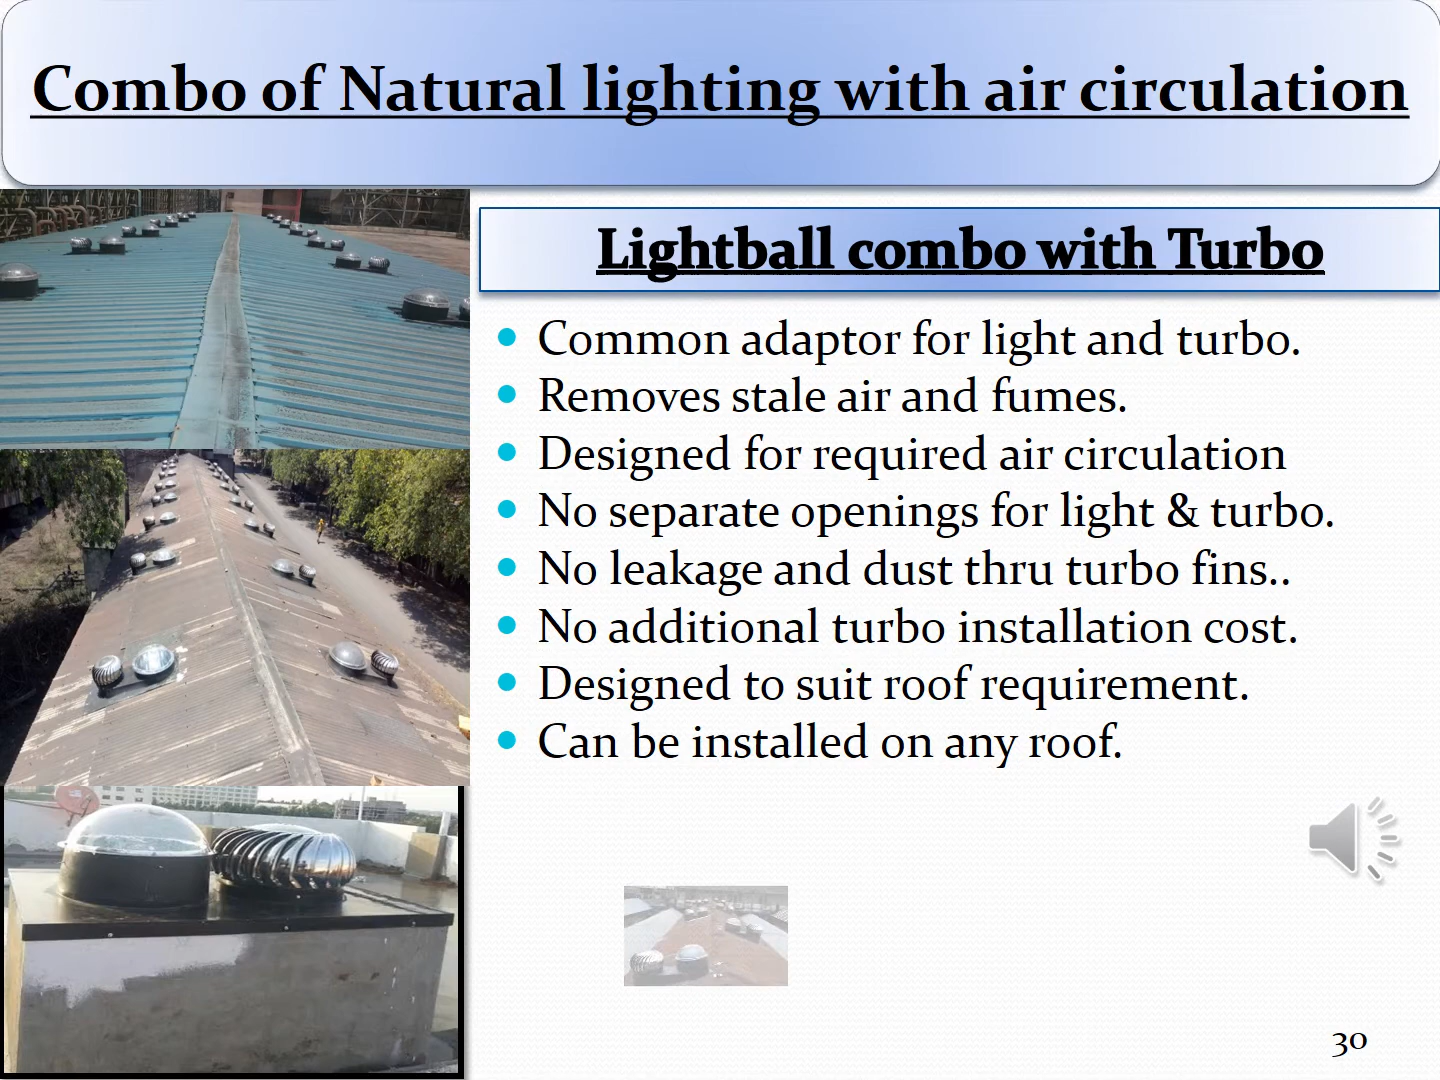 Combo of Natural lighting with air circulation
Lightball combo with Turbo
Common adaptor for light and turbo.
Removes stale air and fumes.
Designed for required air circulation
No separate openings for light & turbo.
No leakage and dust thru turbo fins..
No additional turbo installation cost.
Designed to suit roof requirement.
Can be installed on any roof.
30